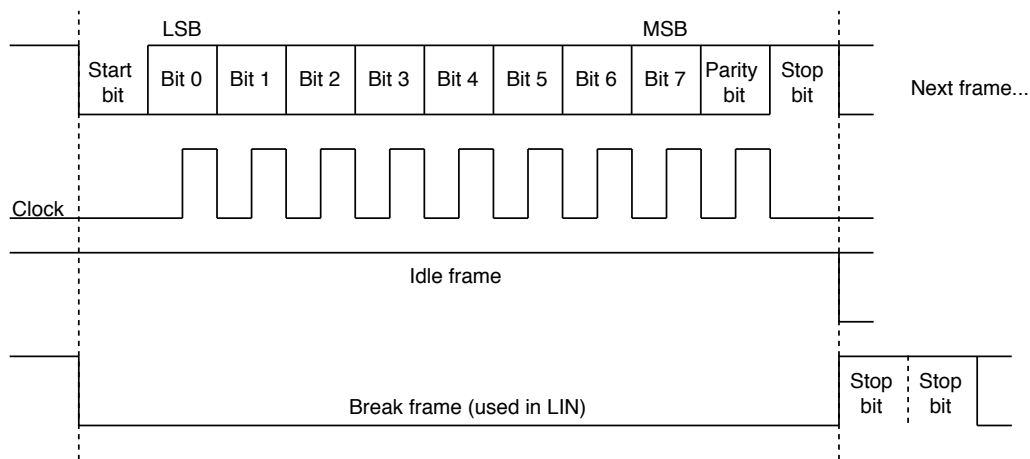 LSB MSB
Start bit Bit 0 Bit 1 Bit 2 Bit 3 Bit 4 Bit 5 Bit 6 Bit 7 Parity bit Stop bit Next frame...
Clock
Idle frame
Break frame (used in LIN) Stop bit Stop bit